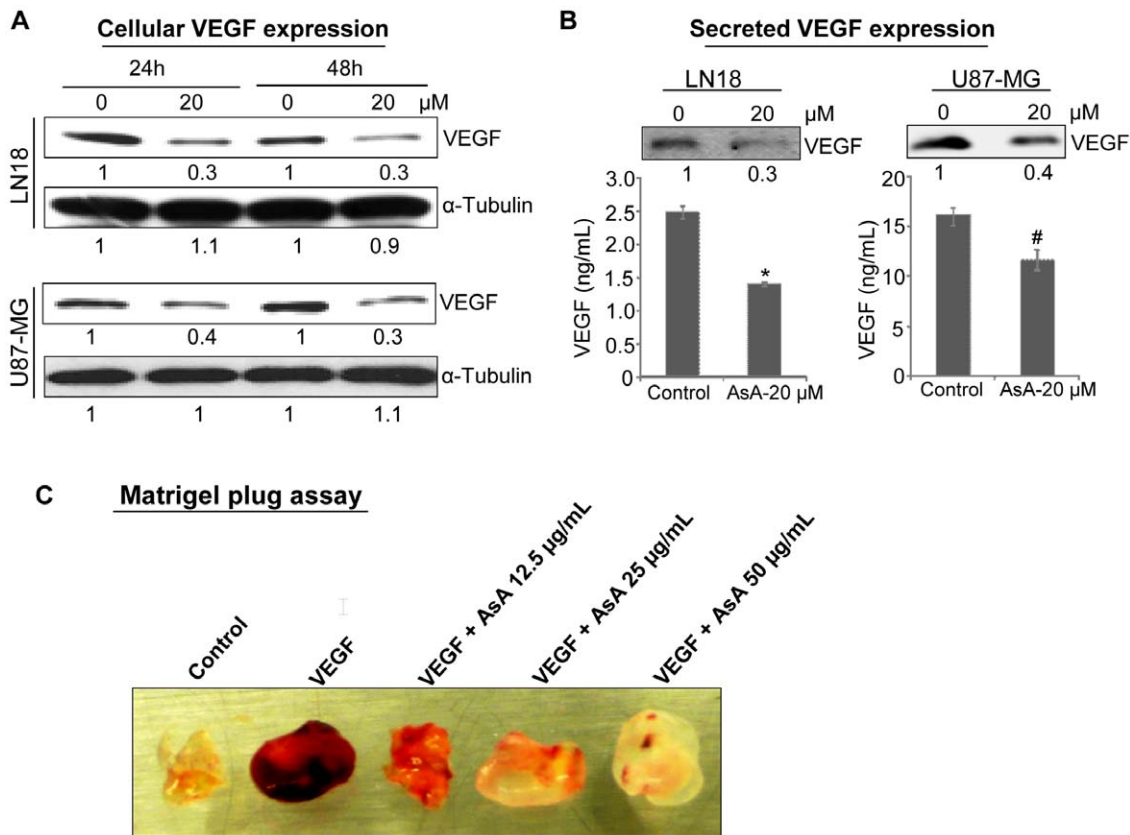 A
Cellular VEGF expression
24h 48h
0 20 0 20 μM
LN18
VEGF
1 0.3 1 0.3
α-Tubulin
1 1.1 1 0.9
U87-MG
VEGF
1 0.4 1 0.3
α-Tubulin
1 1 1 1.1
B
Secreted VEGF expression
LN18
0 20 μM
VEGF
1 0.3
VEGF (ng/mL)
3.0
2.5
2.0
1.5
1.0
0.5
0
*
Control AsA-20 μM
U87-MG
0 20 μM
VEGF
1 0.4
VEGF (ng/mL)
20
15
10
5
0
#
Control AsA-20 μM
C
Matrigel plug assay
Control
VEGF
VEGF + AsA 12.5 μg/mL
VEGF + AsA 25 μg/mL
VEGF + AsA 50 μg/mL